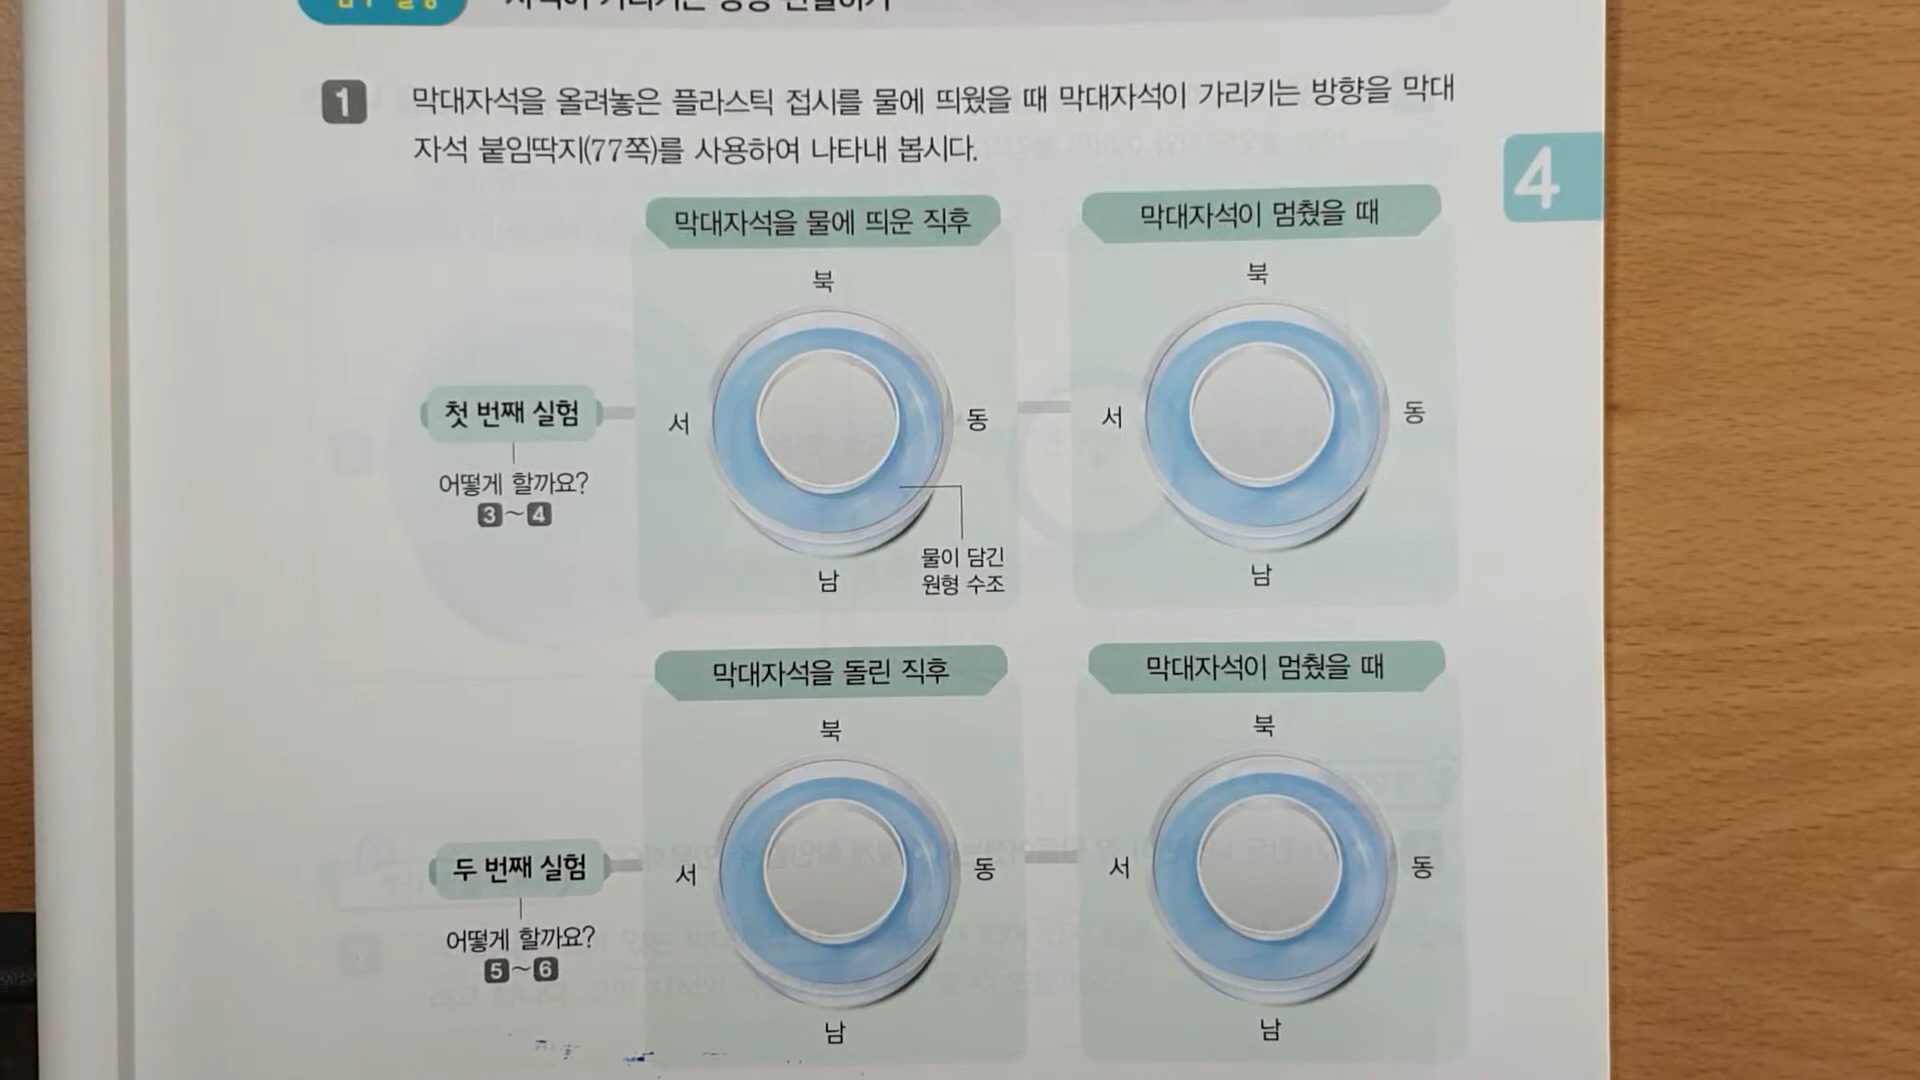 1 막대자석을 올려놓은 플라스틱 접시를 물에 띄웠을 때 막대자석이 가리키는 방향을 막대
자석 붙임딱지(77쪽)를 사용하여 나타내 봅시다.
4
막대자석을 물에 띄운 직후
막대자석이 멈췄을 때
북
북
첫 번째 실험
서
동
서
동
어떻게 할까요?
3~4
물이 담긴
원형 수조
남
남
막대자석을 돌린 직후
막대자석이 멈췄을 때
북
북
두 번째 실험
서
동
서
동
어떻게 할까요?
5~6
남
남